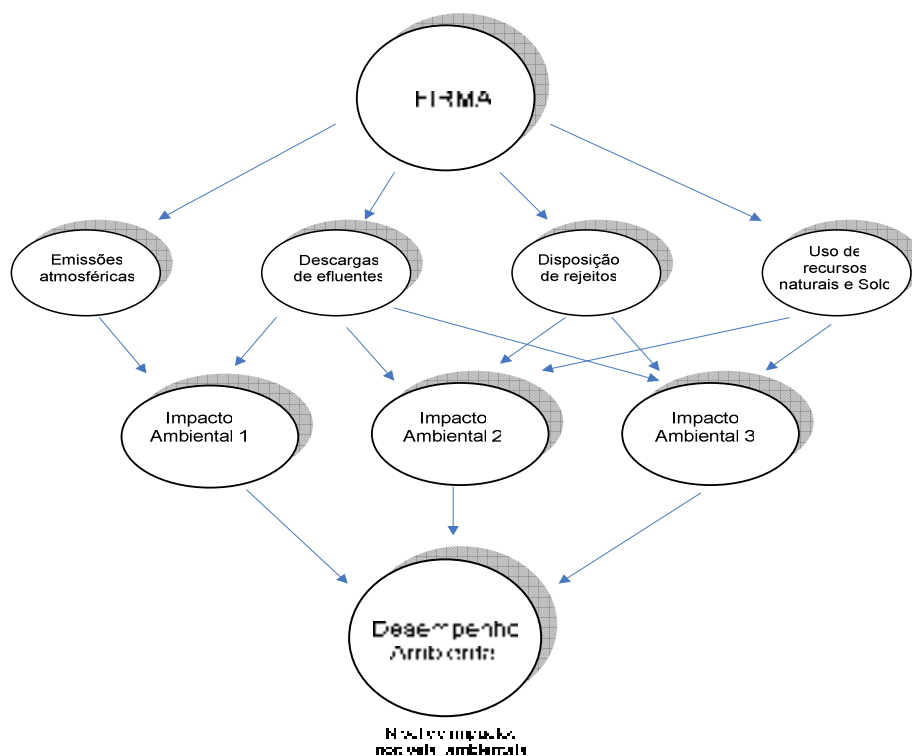 FIRMA
Emissões
atmosféricas
Descargas
de efluentes
Disposição
de rejeitos
Uso de
recursos
naturais e Solo
Impacto
Ambiental 1
Impacto
Ambiental 2
Impacto
Ambiental 3
Desempenho
Ambiental
ambientais